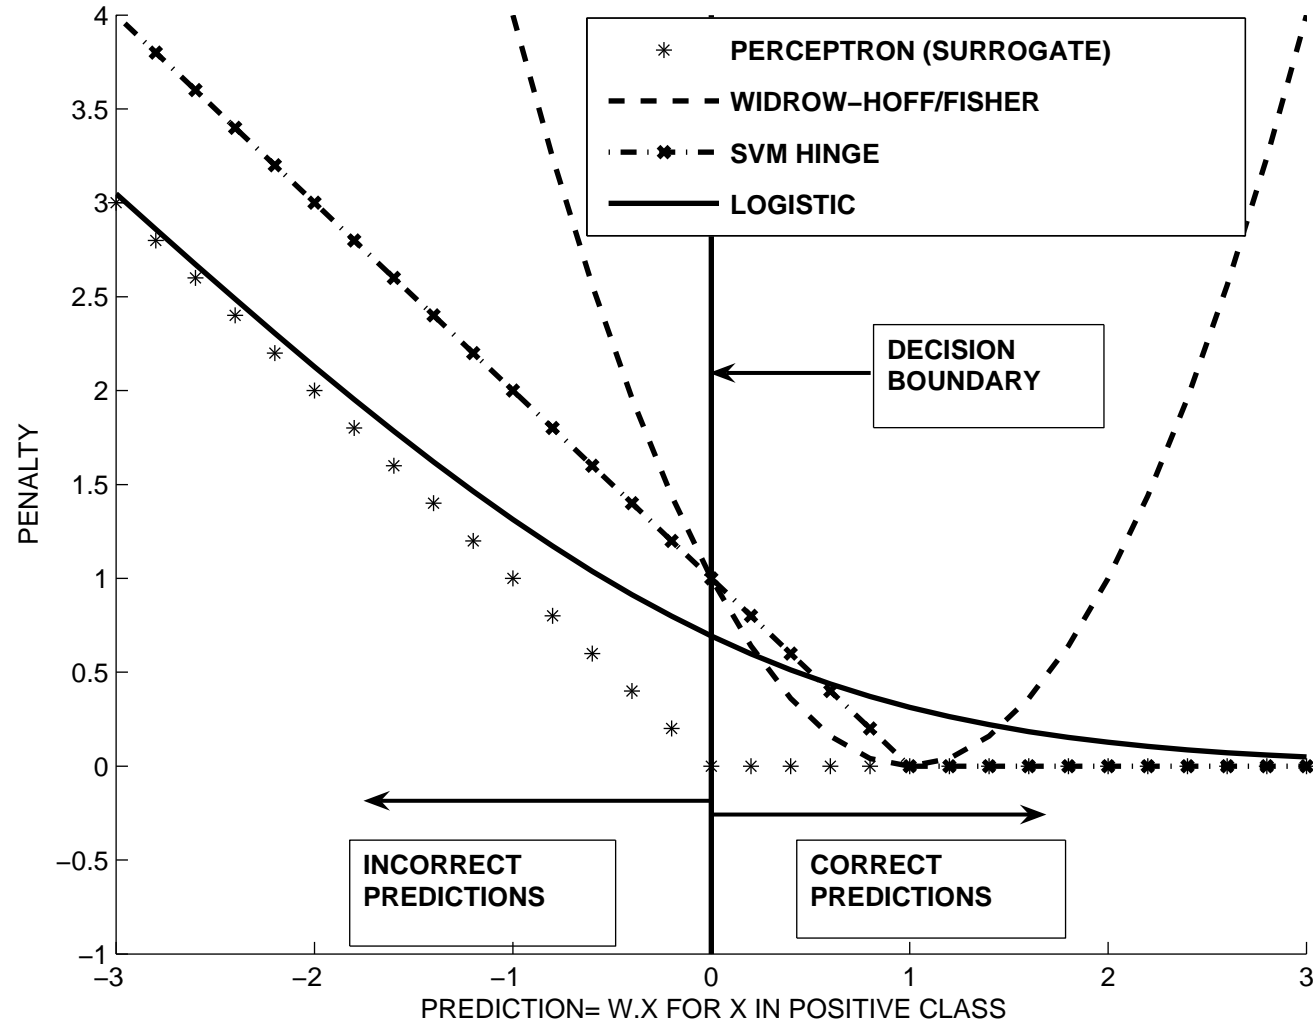 4
3.5
3
2.5
2
1.5
1
0.5
0
−0.5
−1
PENALTY
PERCEPTRON (SURROGATE)
WIDROW−HOFF/FISHER
SVM HINGE
LOGISTIC
DECISION
BOUNDARY
INCORRECT
PREDICTIONS
CORRECT
PREDICTIONS
−3 −2 −1 0 1 2 3
PREDICTION= W.X FOR X IN POSITIVE CLASS